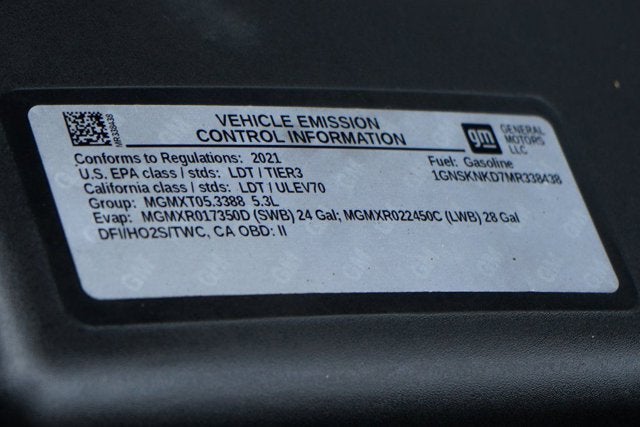 VEHICLE EMISSION
CONTROL INFORMATION
gm
GENERAL
MOTORS
LLC
MR338438
Conforms to Regulations: 2021
Fuel: Gasoline
U.S. EPA class / stds: LDT / TIER3
1GNSKNKD7MR338438
California class / stds: LDT / ULEV70
Group: MGMXT05.3388 5.3L
Evap: MGMXR017350D (SWB) 24 Gal; MGMXR022450C (LWB) 28 Gal
DFI/HO2S/TWC, CA OBD: II